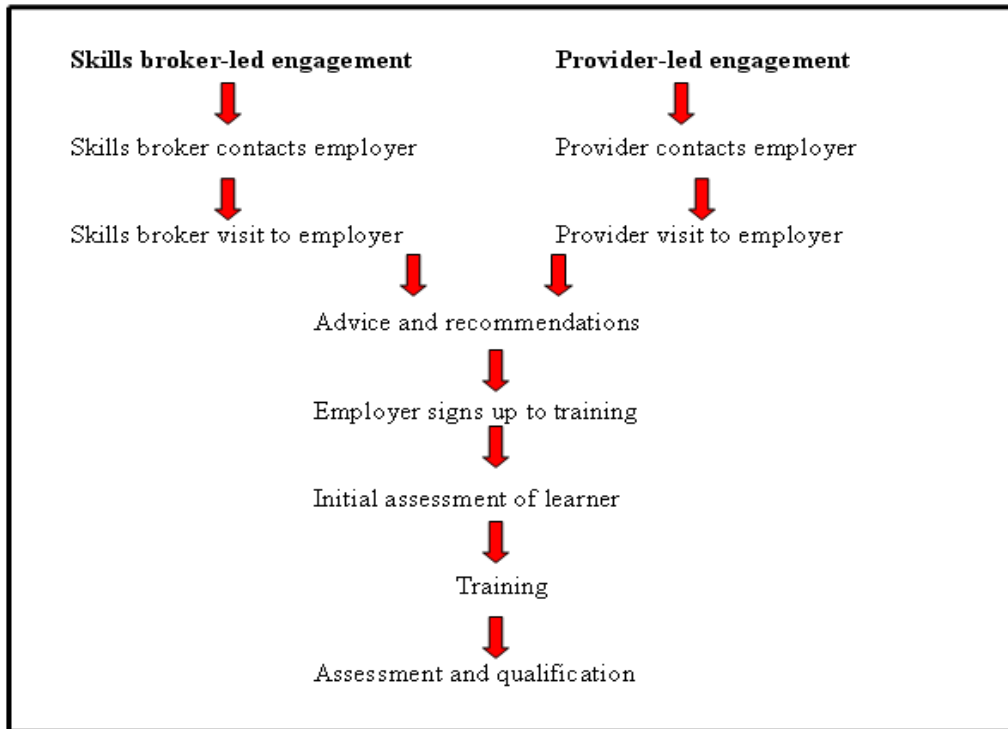 Skills broker-led engagement
Provider-led engagement
Skills broker contacts employer
Provider contacts employer
Skills broker visit to employer
Provider visit to employer
Advice and recommendations
Employer signs up to training
Initial assessment of learner
Training
Assessment and qualification